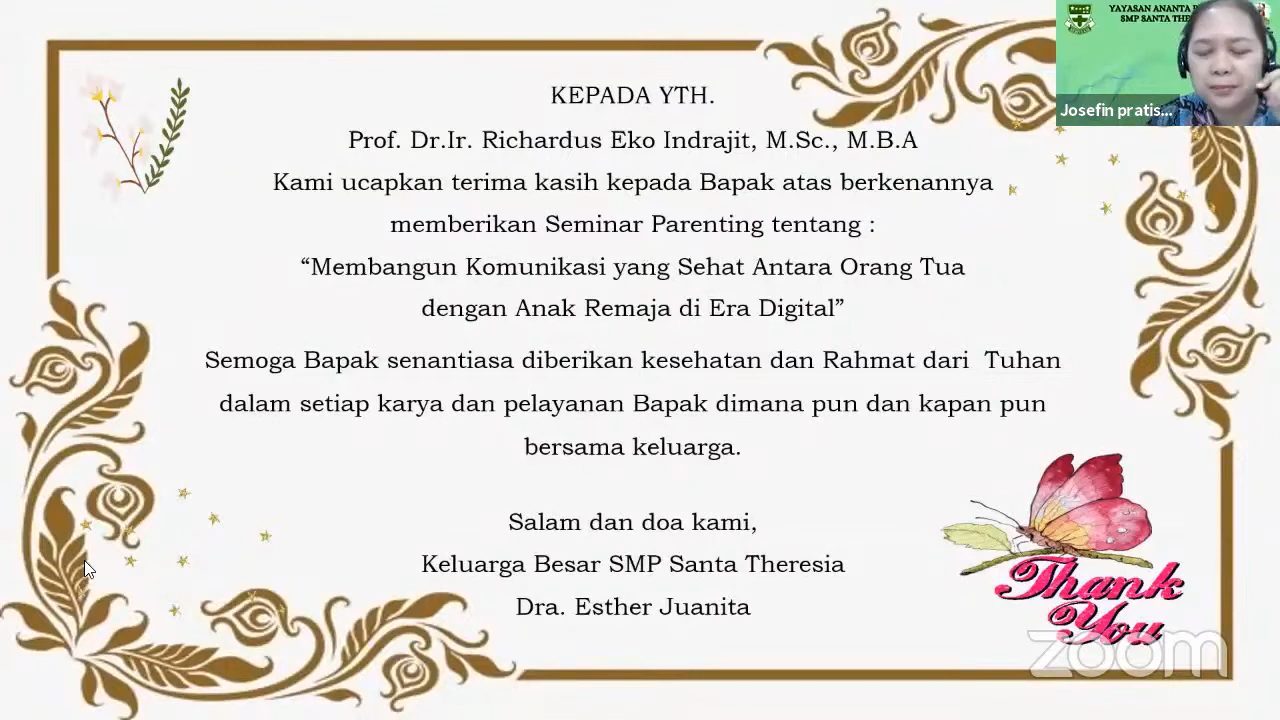 YAYASAN ANANTA
SMP SANTA
Josefin pratis...
KEPADA YTH.
Prof. Dr.Ir. Richardus Eko Indrajit, M.Sc., M.B.A
Kami ucapkan terima kasih kepada Bapak atas berkenannya
memberikan Seminar Parenting tentang :
“Membangun Komunikasi yang Sehat Antara Orang Tua
dengan Anak Remaja di Era Digital”
Semoga Bapak senantiasa diberikan kesehatan dan Rahmat dari Tuhan
dalam setiap karya dan pelayanan Bapak dimana pun dan kapan pun
bersama keluarga.
Salam dan doa kami,
Keluarga Besar SMP Santa Theresia
Dra. Esther Juanita
Thank
You
zoom